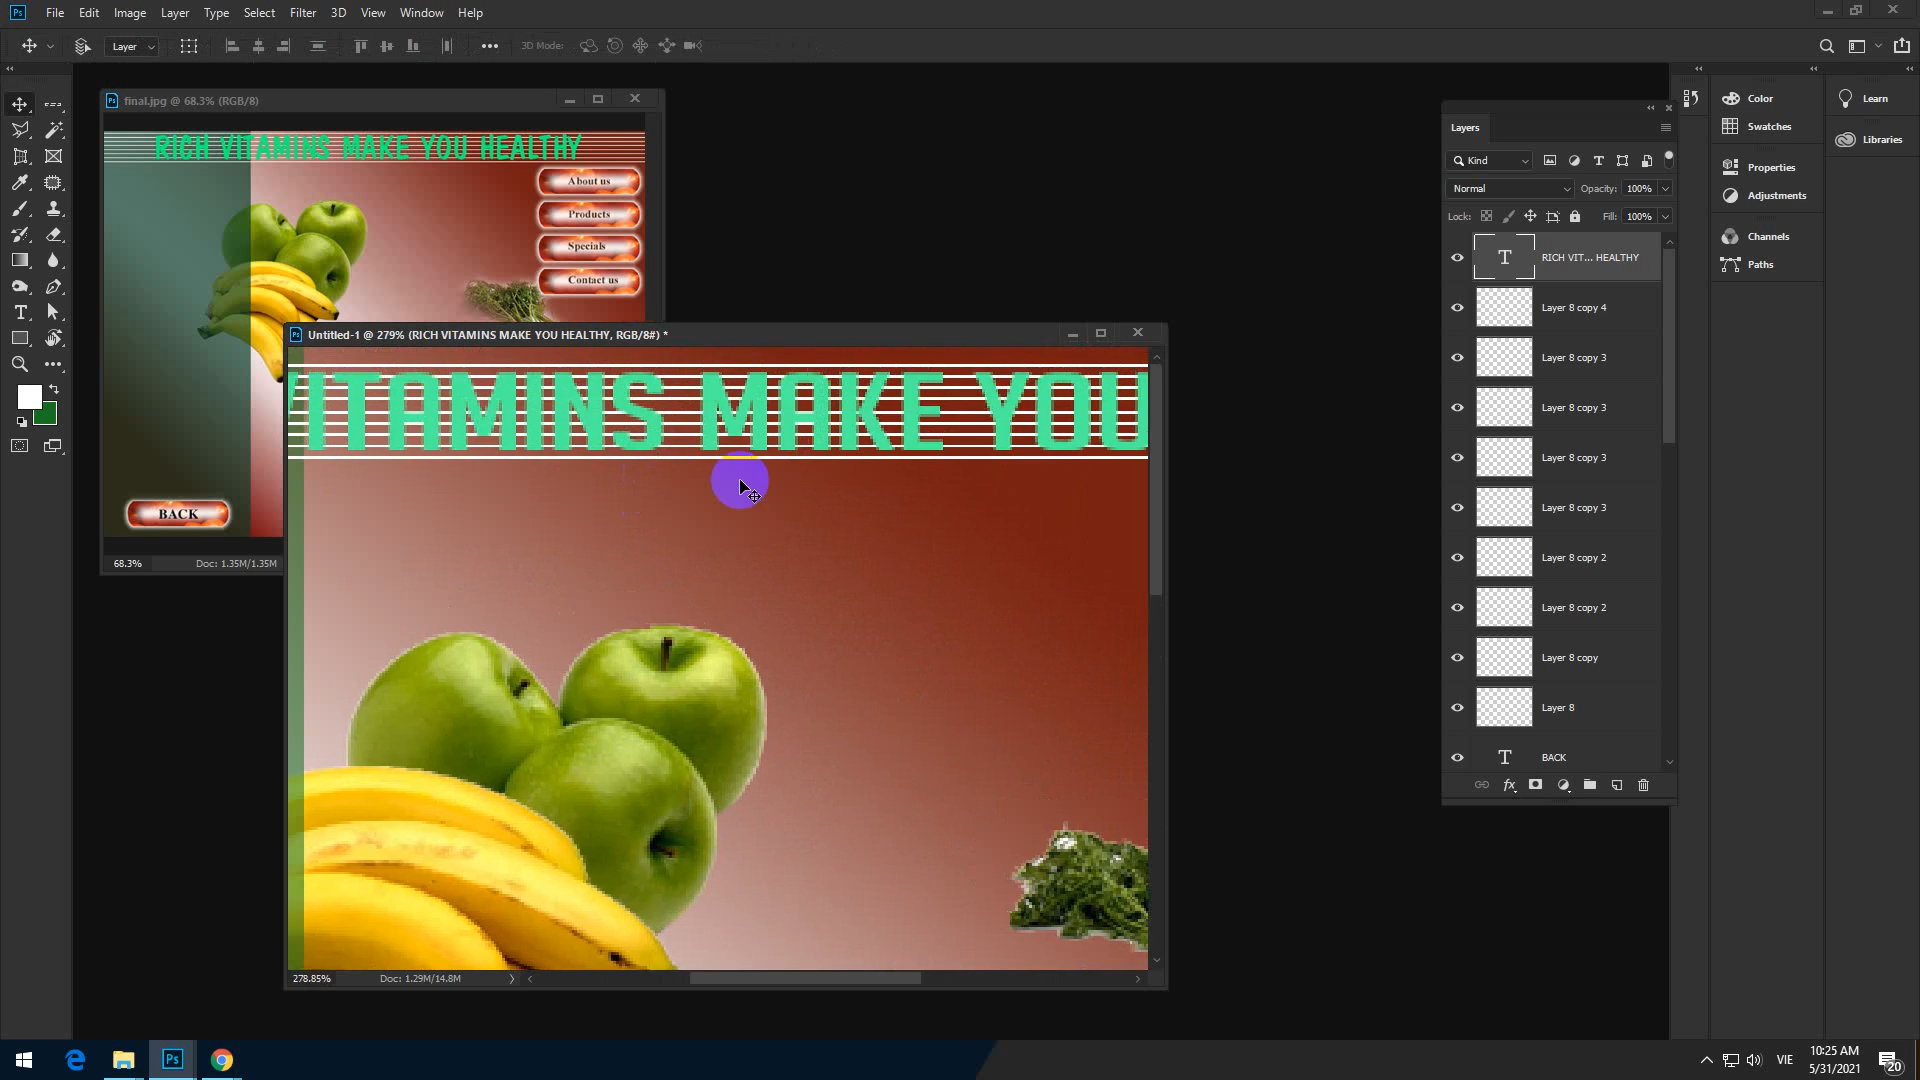 Ps File Edit Image Layer Type Select Filter 3D View Window Help
Layer 3D Mode:
Ps final.jpg @ 68.3% (RGB/8)
RICH VITAMINS MAKE YOU HEALTHY
About us
Products
Specials
Contact us
BACK
68.3% Doc: 1.35M/1.35M
Ps Untitled-1 @ 279% (RICH VITAMINS MAKE YOU HEALTHY, RGB/8#) *
VITAMINS MAKE YOU
278.85% Doc: 1.29M/14.8M
Layers
Kind
Normal Opacity: 100%
Lock: Fill: 100%
T RICH VIT... HEALTHY
Layer 8 copy 4
Layer 8 copy 3
Layer 8 copy 3
Layer 8 copy 3
Layer 8 copy 3
Layer 8 copy 2
Layer 8 copy 2
Layer 8 copy
Layer 8
T BACK
fx
Color
Swatches
Properties
Adjustments
Channels
Paths
Learn
Libraries
Ps
VIE
10:25 AM
5/31/2021
20